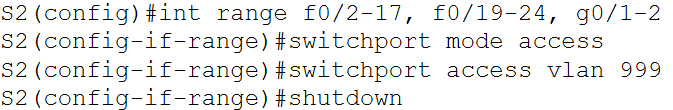 S2(config)#int range f0/2-17, f0/19-24, g0/1-2
S2(config-if-range)#switchport mode access
S2(config-if-range)#switchport access vlan 999
S2(config-if-range)#shutdown